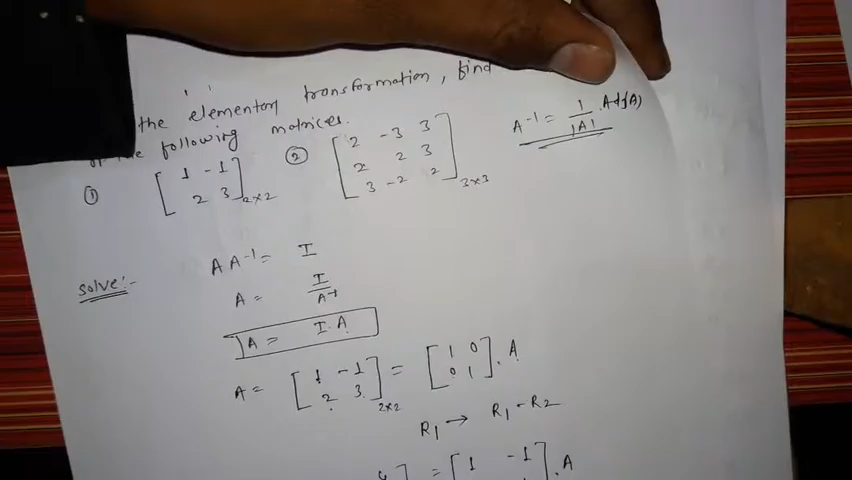 the elementary transformation, find
of the following matrices.
A⁻¹ = 1/|A| . Adj(A)
① [1 -1; 2 3] 2×2 ② [2 -3 3; 2 2 3; 3 -2 2] 3×3
Solve:-
A A⁻¹ = I
A = I/A⁻¹
A = I.A
A = [1 -1; 2 3] 2×2 = [1 0; 0 1] . A
R₁ → R₁ - R₂
= [1 -1 . A